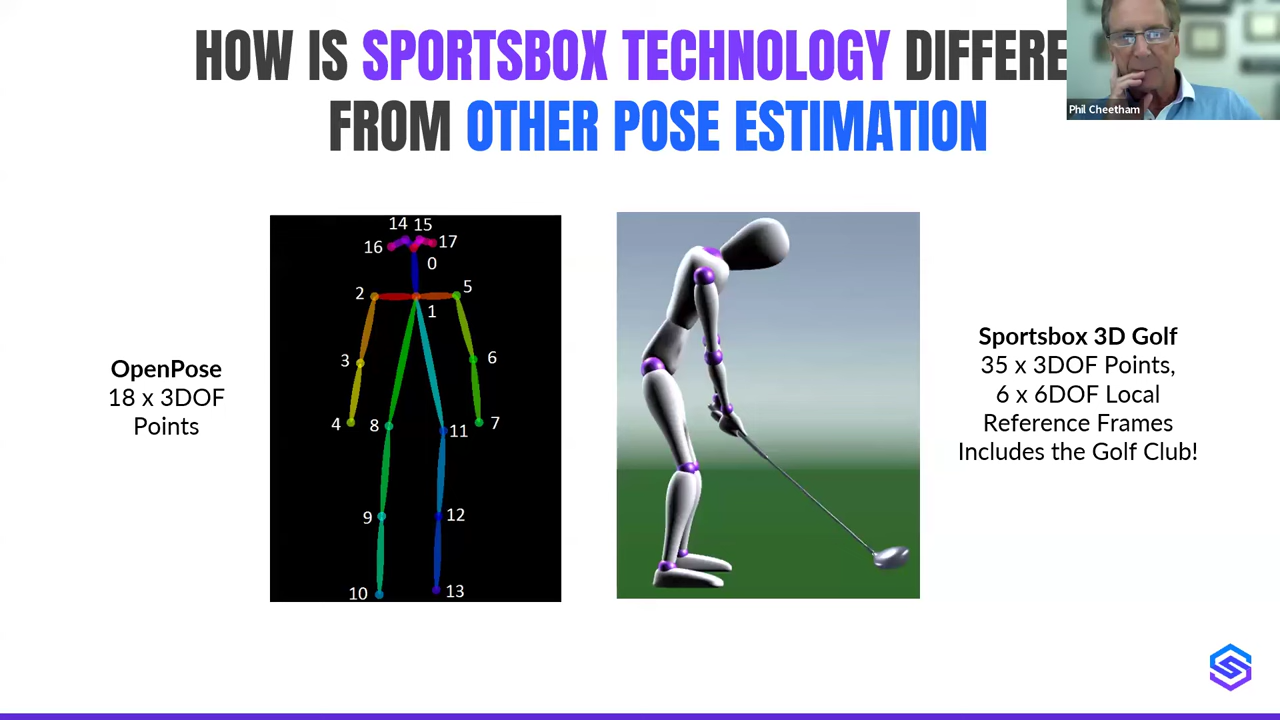 HOW IS SPORTSBOX TECHNOLOGY DIFFERE
FROM OTHER POSE ESTIMATION
Phil Cheetham
14 15
16 17
0
2 5
1
3 6
4 8 11 7
9 12
10 13
OpenPose
18 x 3DOF
Points
Sportsbox 3D Golf
35 x 3DOF Points,
6 x 6DOF Local
Reference Frames
Includes the Golf Club!